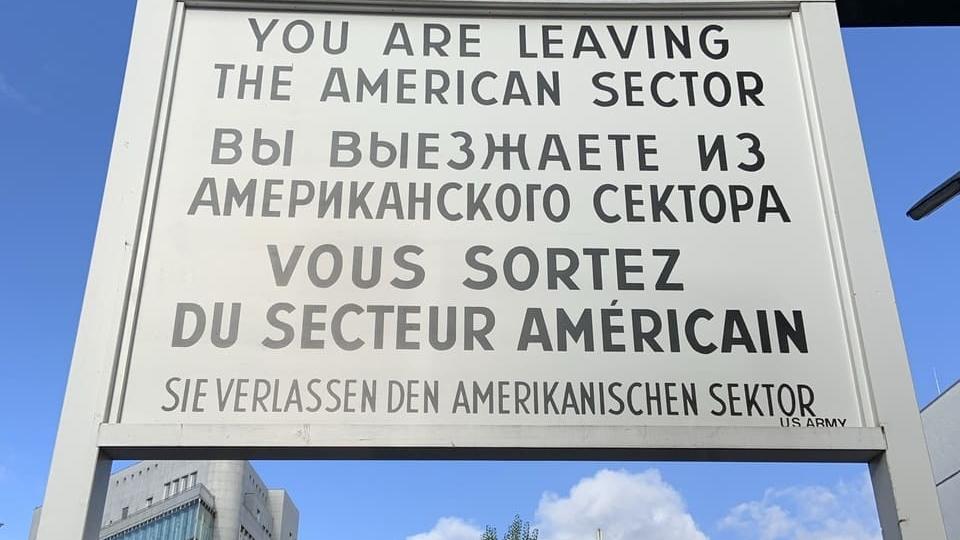 YOU ARE LEAVING
THE AMERICAN SECTOR
ВЫ ВЫЕЗЖАЕТЕ ИЗ
АМЕРИКАНСКОГО СЕКТОРА
VOUS SORTEZ
DU SECTEUR AMÉRICAIN
SIE VERLASSEN DEN AMERIKANISCHEN SEKTOR
US ARMY